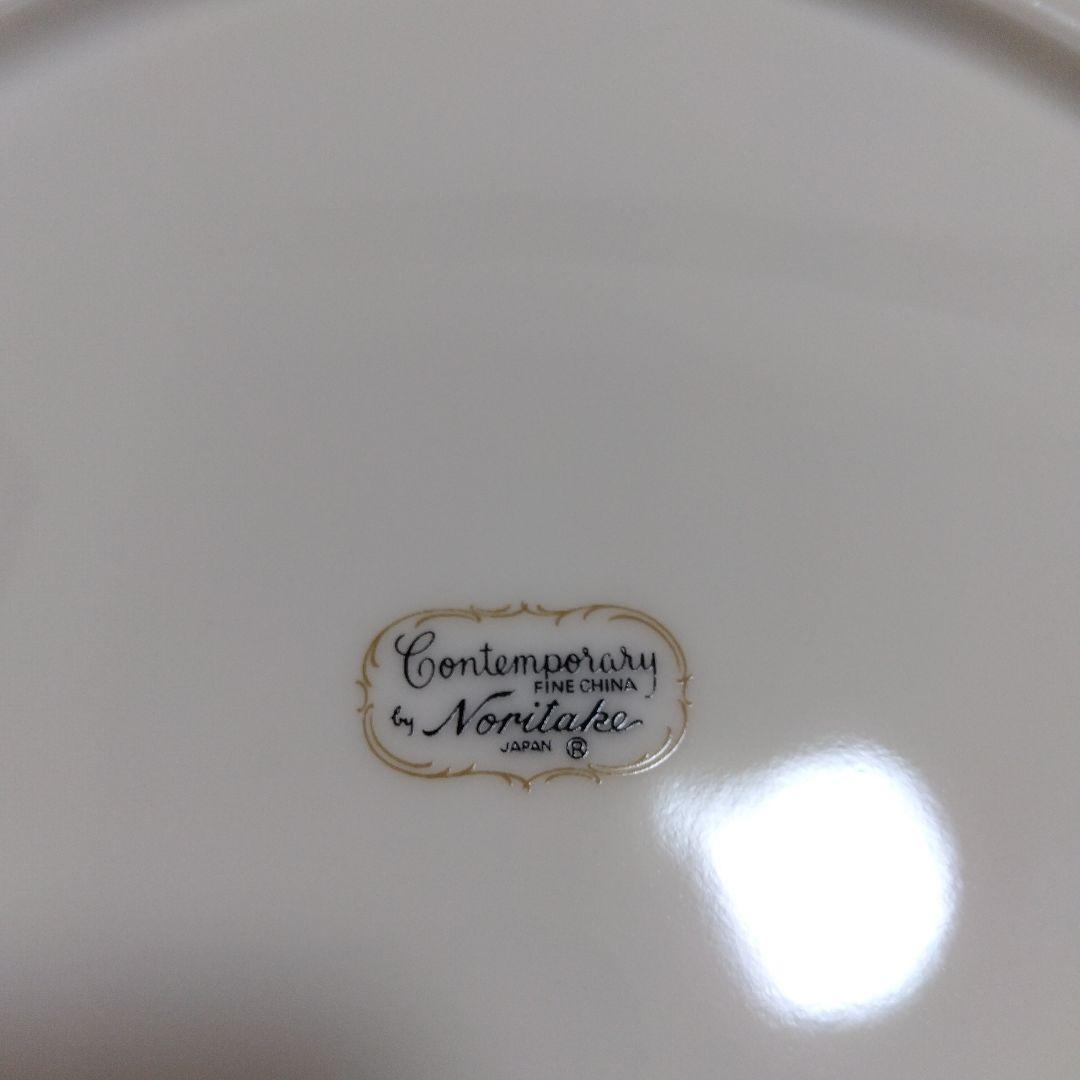 Contemporary
FINE CHINA
by Noritake
JAPAN ®